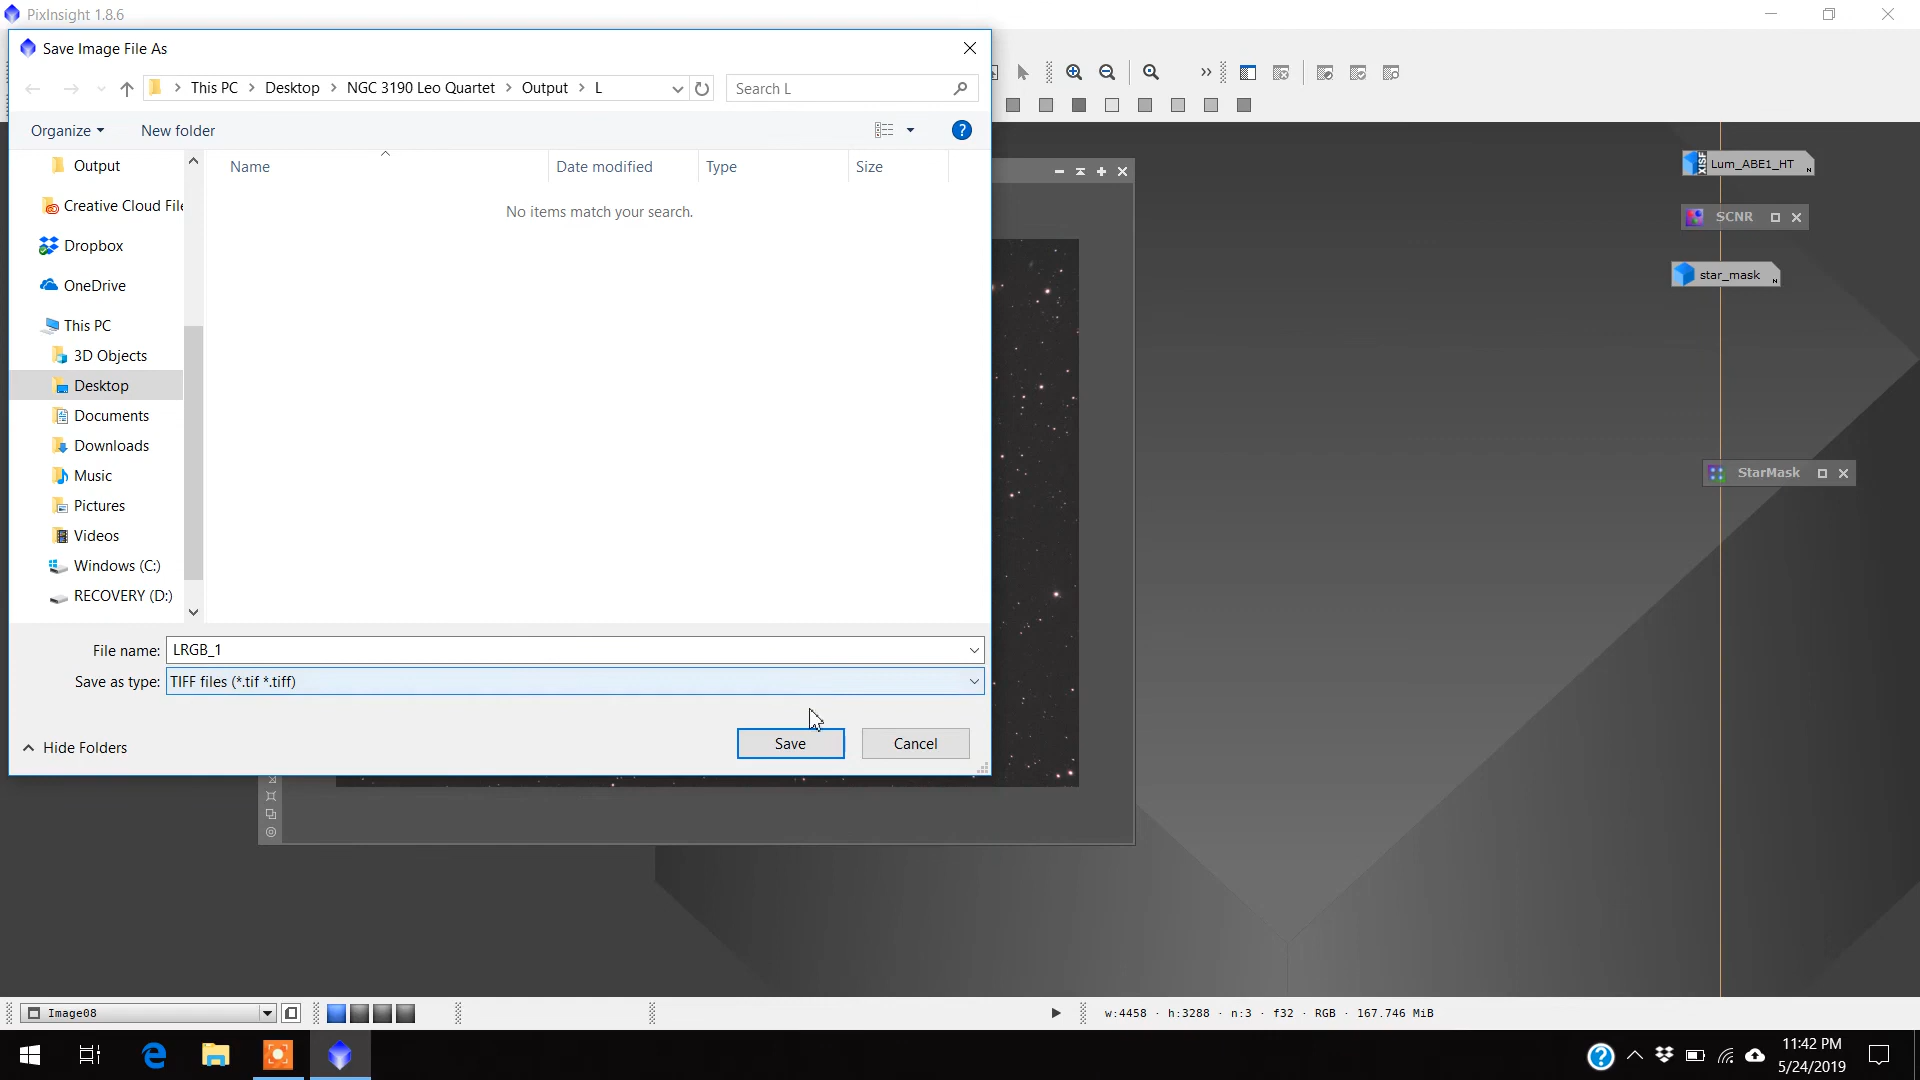 PixInsight 1.8.6
Save Image File As
This PC > Desktop > NGC 3190 Leo Quartet > Output > L
Search L
Organize
New folder
Output
Name
Date modified
Type
Size
No items match your search.
Creative Cloud File
Dropbox
OneDrive
This PC
3D Objects
Desktop
Documents
Downloads
Music
Pictures
Videos
Windows (C:)
RECOVERY (D:)
File name: LRGB_1
Save as type: TIFF files (*.tif *.tiff)
Hide Folders
Save
Cancel
XISF
Lum_ABE1_HT
N
SCNR
star_mask
N
StarMask
Image08
w:4458 · h:3288 · n:3 · f32 · RGB · 167.746 MiB
11:42 PM
5/24/2019